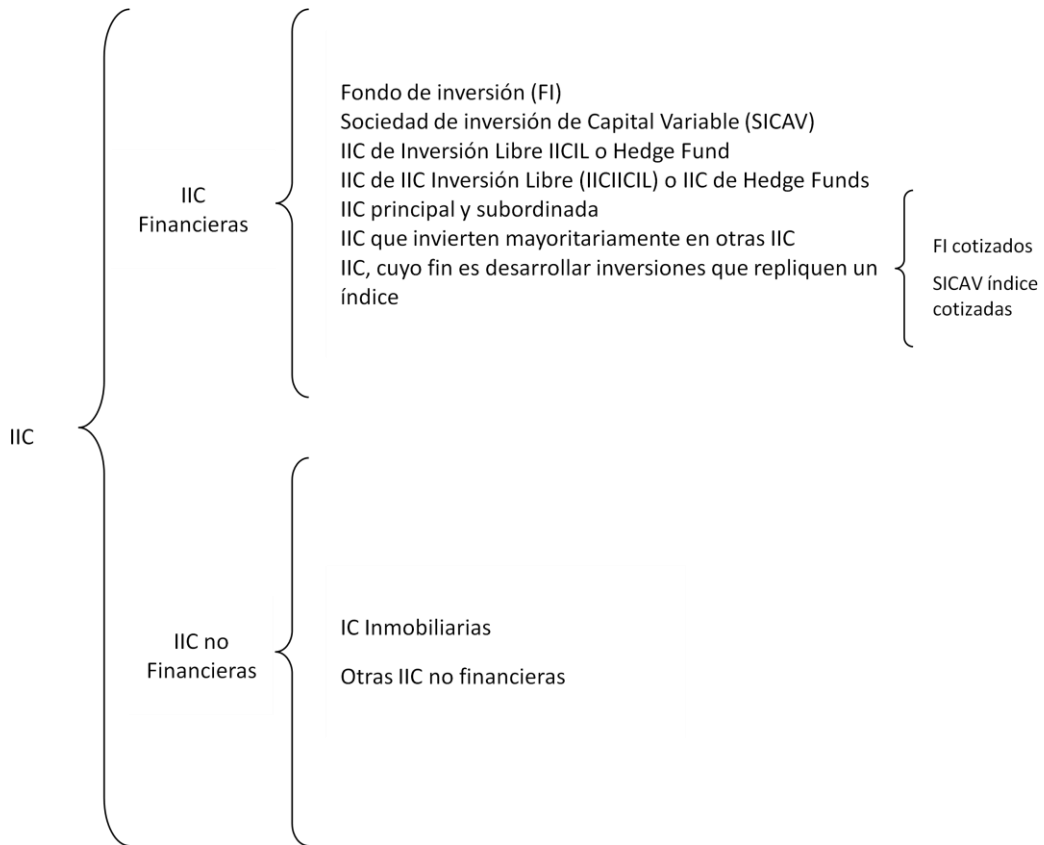 IIC
IIC
Financieras
Fondo de inversión (FI)
Sociedad de inversión de Capital Variable (SICAV)
IIC de Inversión Libre IICIL o Hedge Fund
IIC de IIC Inversión Libre (IICIICIL) o IIC de Hedge Funds
IIC principal y subordinada
IIC que invierten mayoritariamente en otras IIC
IIC, cuyo fin es desarrollar inversiones que repliquen un
índice
FI cotizados
SICAV índice
cotizadas
IIC no
Financieras
IC Inmobiliarias
Otras IIC no financieras